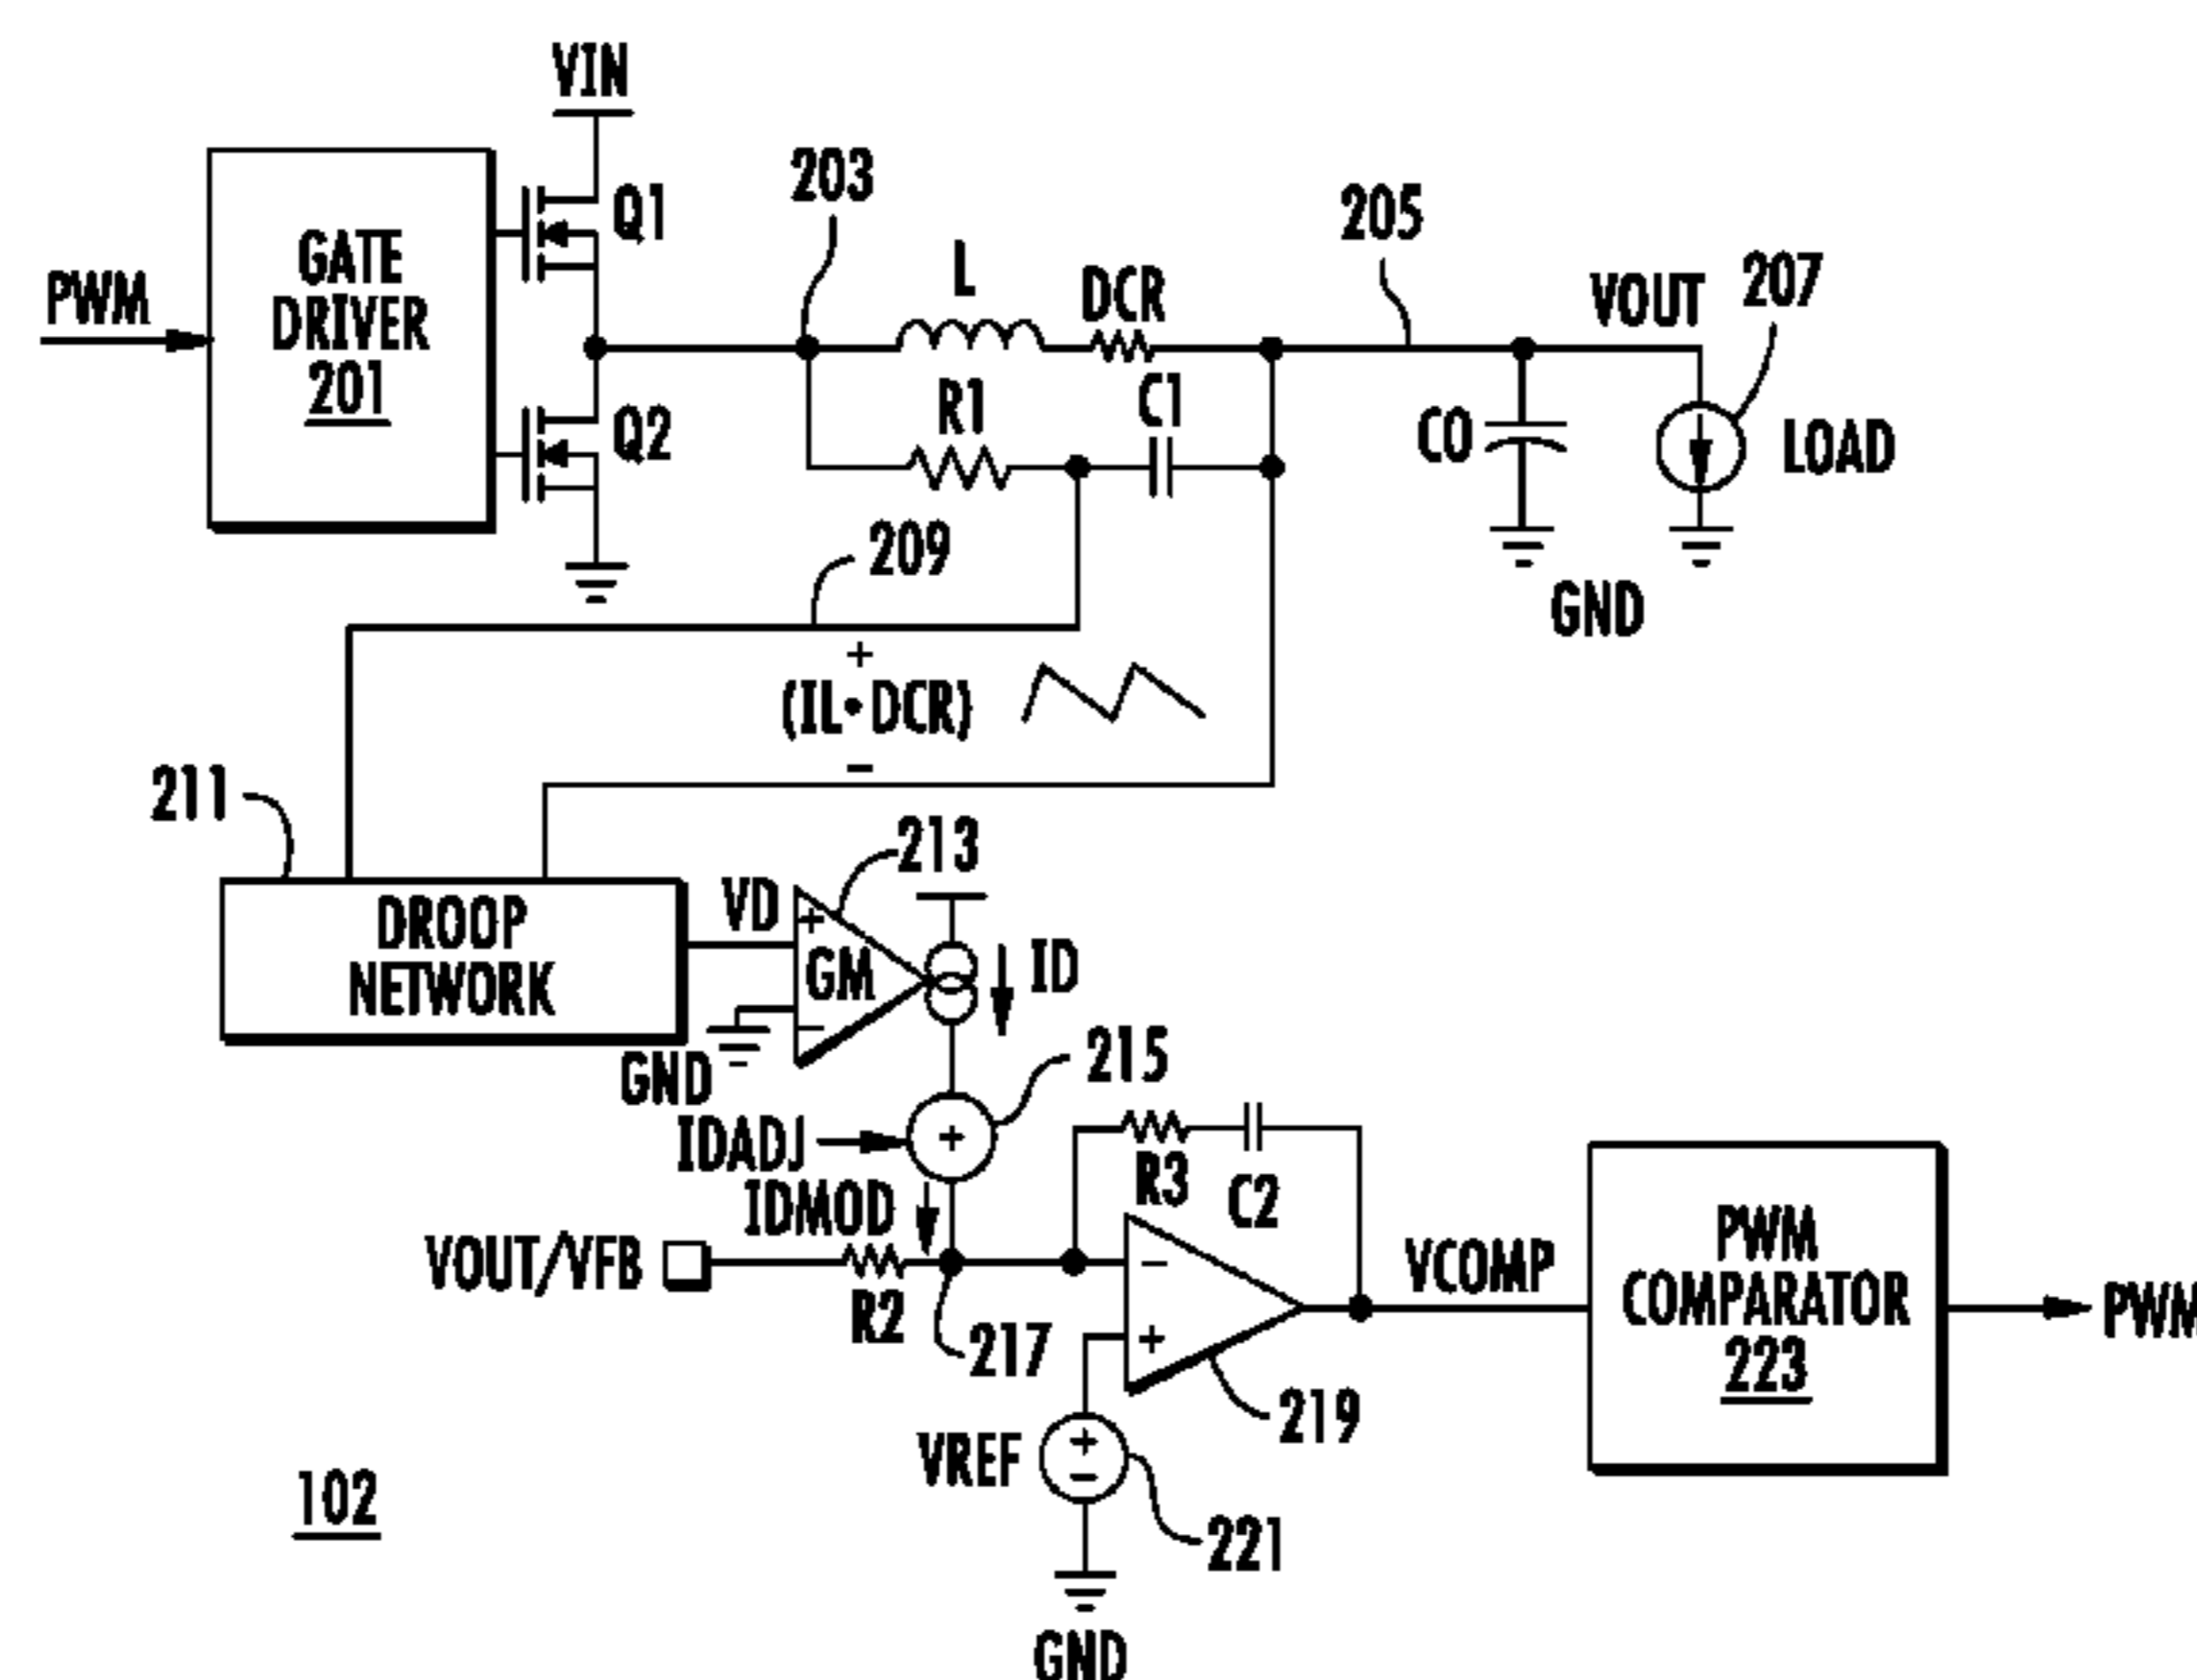 VIN
203
Q1
205
L
DCR
VOUT
207
GATE
DRIVER
201
PWM
R1
C1
Q2
CO
LOAD
209
GND
+
(IL•DCR)
−
211
213
DROOP
NETWORK
VD
+
GM
−
ID
GND
215
IDADJ
+
R3
C2
IDMOD
VOUT/VFB
R2
217
−
+
VCOMP
PWM
COMPARATOR
223
PWM
219
VREF
+
−
221
102
GND